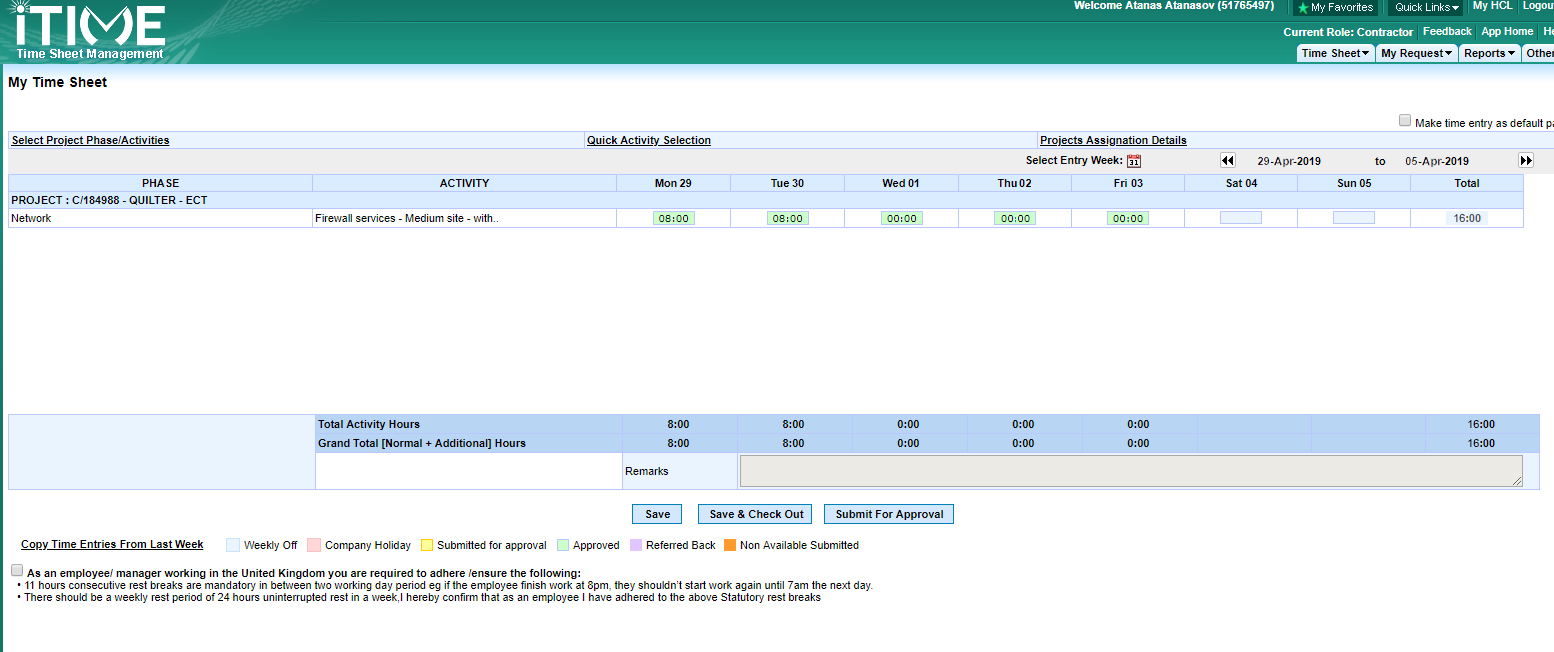 iTIME
Time Sheet Management
Welcome Atanas Atanasov (51765497)
My Favorites
Quick Links
My HCL
Logou
Current Role: Contractor
Feedback
App Home
He
Time Sheet
My Request
Reports
Other
My Time Sheet
Make time entry as default pa
Select Project Phase/Activities
Quick Activity Selection
Projects Assignation Details
Select Entry Week: 31 29-Apr-2019 to 05-Apr-2019
PHASE ACTIVITY Mon 29 Tue 30 Wed 01 Thu 02 Fri 03 Sat 04 Sun 05 Total
PROJECT : C/184988 - QUILTER - ECT
Network Firewall services - Medium site - with.. 08:00 08:00 00:00 00:00 00:00 16:00
Total Activity Hours 8:00 8:00 0:00 0:00 0:00 16:00
Grand Total [Normal + Additional] Hours 8:00 8:00 0:00 0:00 0:00 16:00
Remarks
Save
Save & Check Out
Submit For Approval
Copy Time Entries From Last Week Weekly Off Company Holiday Submitted for approval Approved Referred Back Non Available Submitted
As an employee/ manager working in the United Kingdom you are required to adhere /ensure the following:
• 11 hours consecutive rest breaks are mandatory in between two working day period eg if the employee finish work at 8pm, they shouldn't start work again until 7am the next day.
• There should be a weekly rest period of 24 hours uninterrupted rest in a week,I hereby confirm that as an employee I have adhered to the above Statutory rest breaks